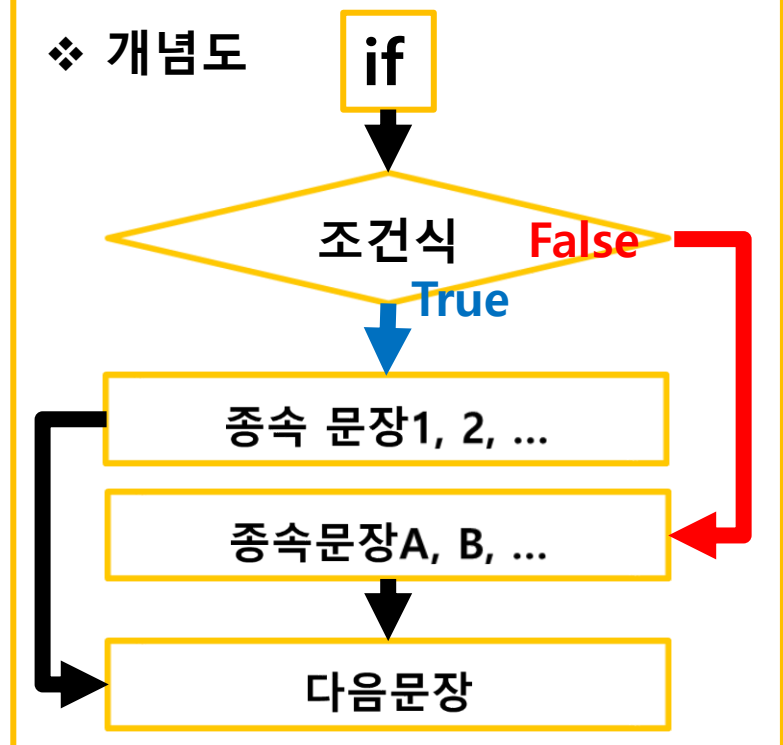 ❖ 개념도
if
조건식
False
True
종속 문장1, 2, ...
종속문장A, B, ...
다음문장